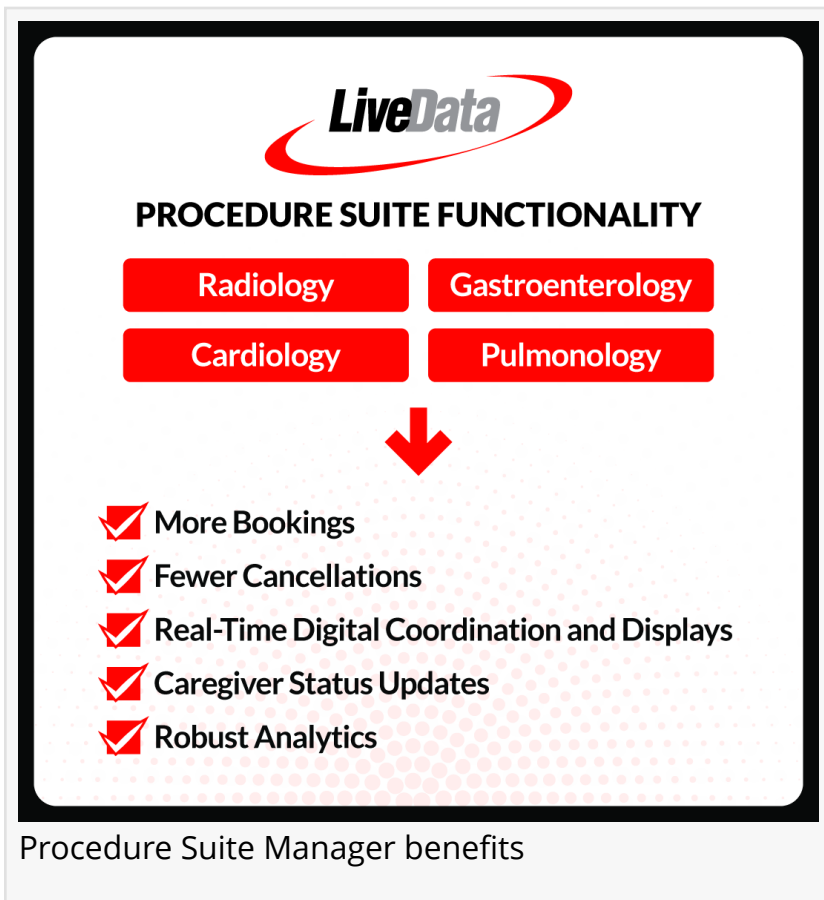 LiveData
PROCEDURE SUITE FUNCTIONALITY
Radiology
Gastroenterology
Cardiology
Pulmonology
More Bookings
Fewer Cancellations
Real-Time Digital Coordination and Displays
Caregiver Status Updates
Robust Analytics
Procedure Suite Manager benefits